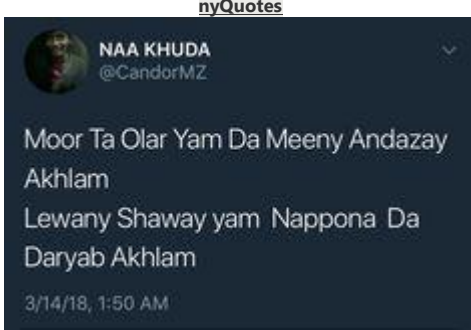 nyQuotes
NAA KHUDA
@CandorMZ
Moor Ta Olar Yam Da Meeny Andazay
Akhlam
Lewany Shaway yam Nappona Da
Daryab Akhlam
3/14/18, 1:50 AM